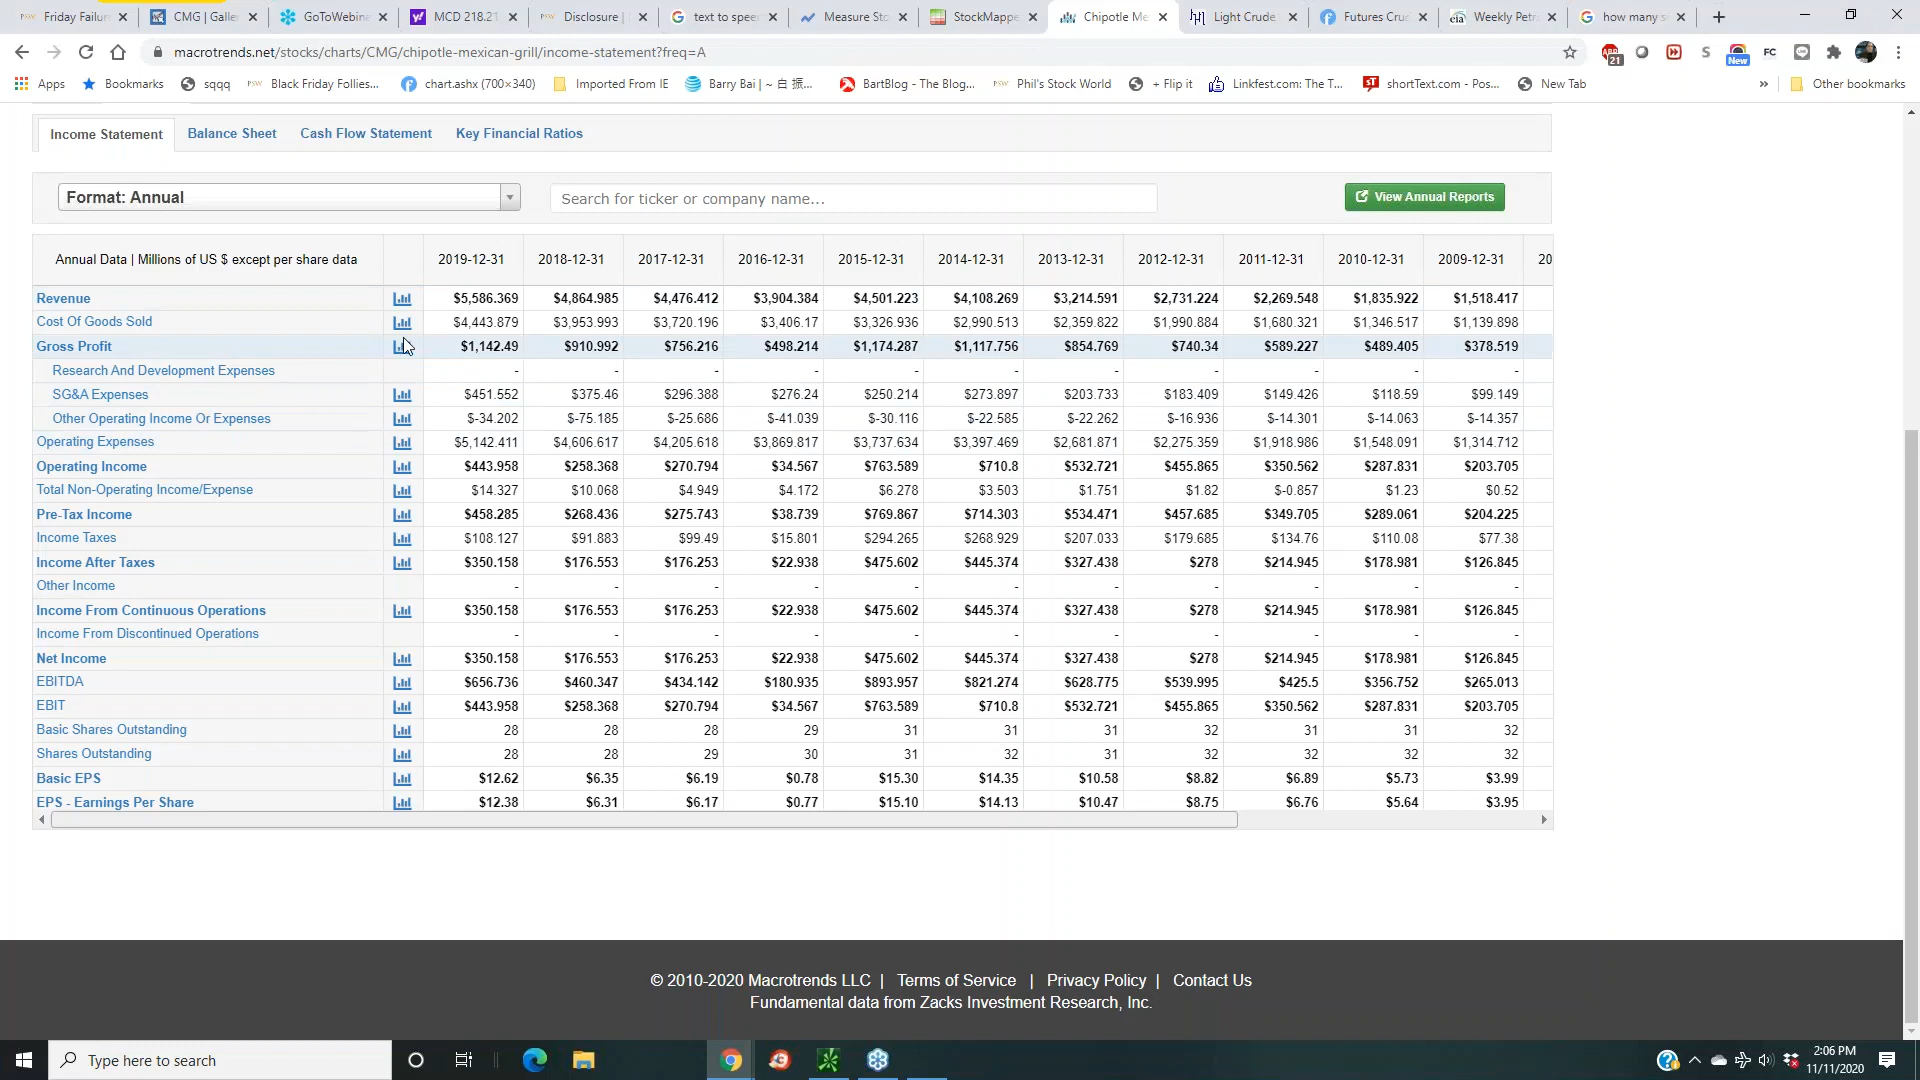 Friday Failur
CMG | Galle
GoToWebine
MCD 218.21
Disclosure |
text to spee
Measure Sto
StockMappe
Chipotle Me
Light Crude
Futures Cru
Weekly Petr
how many s
macrotrends.net/stocks/charts/CMG/chipotle-mexican-grill/income-statement?freq=A
21
New
FC
Apps
Bookmarks
sqqq
Black Friday Follies...
chart.ashx (700×340)
Imported From IE
Barry Bai | ~ 白 振...
BartBlog - The Blog...
Phil's Stock World
+ Flip it
Linkfest.com: The T...
shortText.com - Pos...
New Tab
»
Other bookmarks
Income Statement
Balance Sheet
Cash Flow Statement
Key Financial Ratios
Format: Annual
Search for ticker or company name...
View Annual Reports
Annual Data | Millions of US $ except per share data 2019-12-31 2018-12-31 2017-12-31 2016-12-31 2015-12-31 2014-12-31 2013-12-31 2012-12-31 2011-12-31 2010-12-31 2009-12-31 20
Revenue $5,586.369 $4,864.985 $4,476.412 $3,904.384 $4,501.223 $4,108.269 $3,214.591 $2,731.224 $2,269.548 $1,835.922 $1,518.417
Cost Of Goods Sold $4,443.879 $3,953.993 $3,720.196 $3,406.17 $3,326.936 $2,990.513 $2,359.822 $1,990.884 $1,680.321 $1,346.517 $1,139.898
Gross Profit $1,142.49 $910.992 $756.216 $498.214 $1,174.287 $1,117.756 $854.769 $740.34 $589.227 $489.405 $378.519
Research And Development Expenses - - - - - - - - - - -
SG&A Expenses $451.552 $375.46 $296.388 $276.24 $250.214 $273.897 $203.733 $183.409 $149.426 $118.59 $99.149
Other Operating Income Or Expenses $-34.202 $-75.185 $-25.686 $-41.039 $-30.116 $-22.585 $-22.262 $-16.936 $-14.301 $-14.063 $-14.357
Operating Expenses $5,142.411 $4,606.617 $4,205.618 $3,869.817 $3,737.634 $3,397.469 $2,681.871 $2,275.359 $1,918.986 $1,548.091 $1,314.712
Operating Income $443.958 $258.368 $270.794 $34.567 $763.589 $710.8 $532.721 $455.865 $350.562 $287.831 $203.705
Total Non-Operating Income/Expense $14.327 $10.068 $4.949 $4.172 $6.278 $3.503 $1.751 $1.82 $-0.857 $1.23 $0.52
Pre-Tax Income $458.285 $268.436 $275.743 $38.739 $769.867 $714.303 $534.471 $457.685 $349.705 $289.061 $204.225
Income Taxes $108.127 $91.883 $99.49 $15.801 $294.265 $268.929 $207.033 $179.685 $134.76 $110.08 $77.38
Income After Taxes $350.158 $176.553 $176.253 $22.938 $475.602 $445.374 $327.438 $278 $214.945 $178.981 $126.845
Other Income - - - - - - - - - - -
Income From Continuous Operations $350.158 $176.553 $176.253 $22.938 $475.602 $445.374 $327.438 $278 $214.945 $178.981 $126.845
Income From Discontinued Operations - - - - - - - - - - -
Net Income $350.158 $176.553 $176.253 $22.938 $475.602 $445.374 $327.438 $278 $214.945 $178.981 $126.845
EBITDA $656.736 $460.347 $434.142 $180.935 $893.957 $821.274 $628.775 $539.995 $425.5 $356.752 $265.013
EBIT $443.958 $258.368 $270.794 $34.567 $763.589 $710.8 $532.721 $455.865 $350.562 $287.831 $203.705
Basic Shares Outstanding 28 28 28 29 31 31 31 32 31 31 32
Shares Outstanding 28 28 29 30 31 32 31 32 32 32 32
Basic EPS $12.62 $6.35 $6.19 $0.78 $15.30 $14.35 $10.58 $8.82 $6.89 $5.73 $3.99
EPS - Earnings Per Share $12.38 $6.31 $6.17 $0.77 $15.10 $14.13 $10.47 $8.75 $6.76 $5.64 $3.95
© 2010-2020 Macrotrends LLC | Terms of Service | Privacy Policy | Contact Us
Fundamental data from Zacks Investment Research, Inc.
Type here to search
2:06 PM
11/11/2020